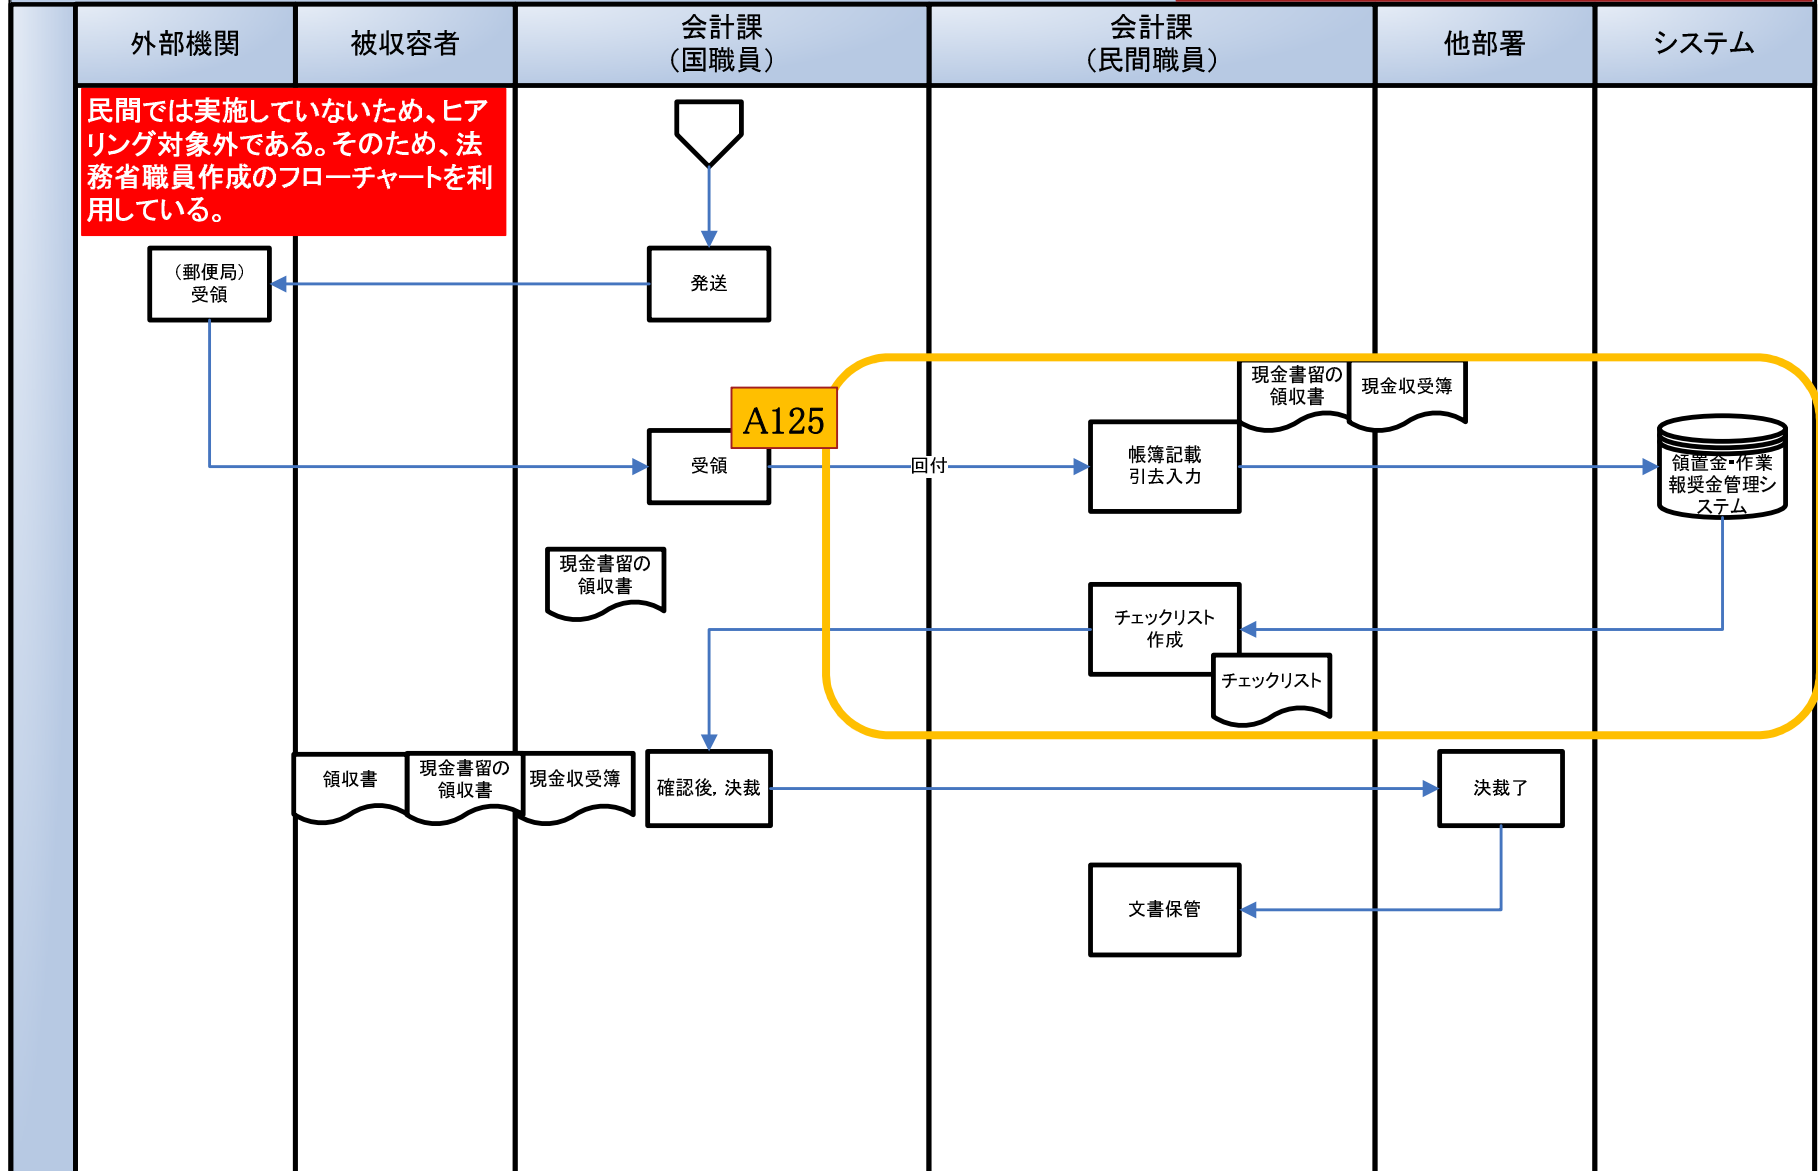 外部機関
被収容者
会計課
（国職員）
会計課
（民間職員）
他部署
システム
民間では実施していないため、ヒア
リング対象外である。そのため、法
務省職員作成のフローチャートを利
用している。
（郵便局）
受領
発送
A125
受領
回付
帳簿記載
引去入力
現金書留の
領収書
現金収受簿
領置金・作業
報奨金管理シ
ステム
現金書留の
領収書
チェックリスト
作成
チェックリスト
領収書
現金書留の
領収書
現金収受簿
確認後，決裁
決裁了
文書保管